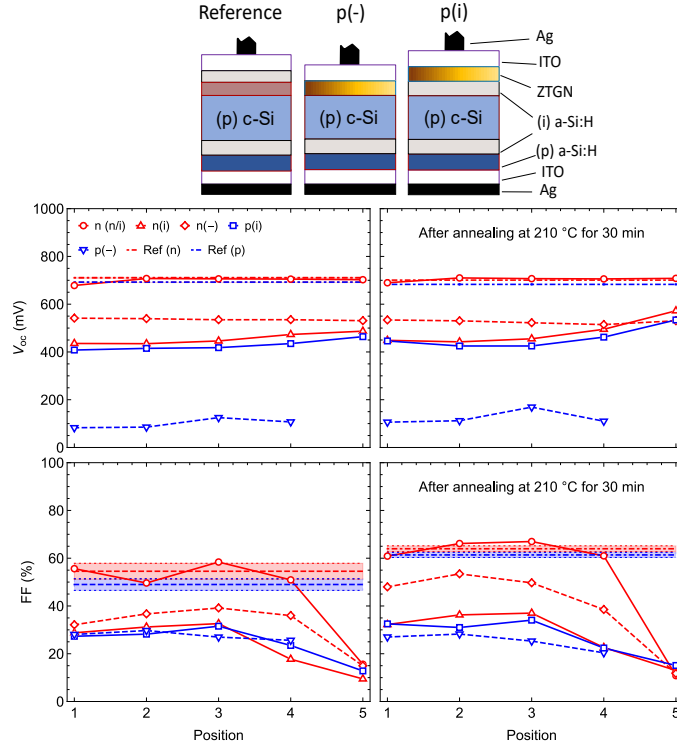 Reference p(-) p(i)
Ag
ITO
ZTGN
(i) a-Si:H
(p) a-Si:H
ITO
Ag
(p) c-Si (p) c-Si (p) c-Si
1000
800
600
400
200
0
V_oc (mV)
n (n/i) n(i) n(−) p(i)
p(−) Ref (n) Ref (p)
After annealing at 210 °C for 30 min
100
80
60
40
20
0
FF (%)
After annealing at 210 °C for 30 min
1 2 3 4 5 1 2 3 4 5
Position Position